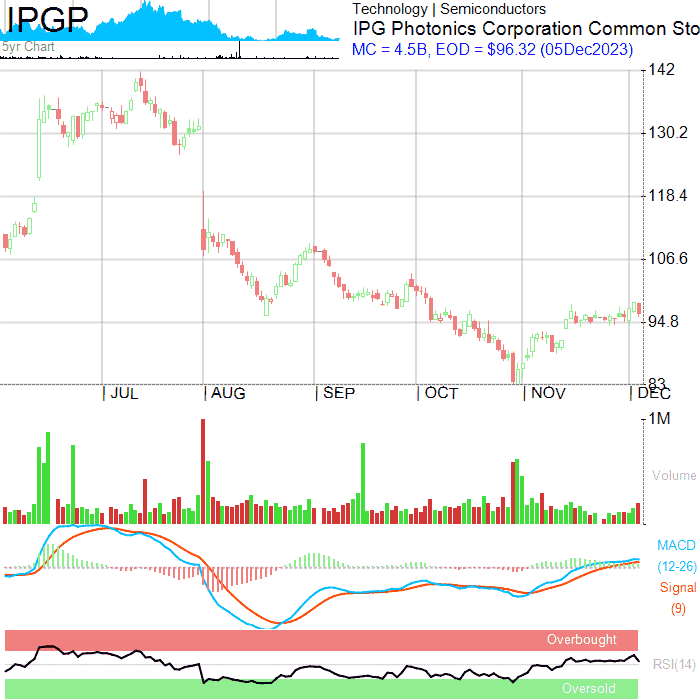 IPGP
5yr Chart
Technology | Semiconductors
IPG Photonics Corporation Common Sto
MC = 4.5B, EOD = $96.32 (05Dec2023)
142
130.2
118.4
106.6
94.8
83
| JUL | AUG | SEP | OCT | NOV | DEC
1M
Volume
MACD
(12-26)
Signal
(9)
Overbought
RSI(14)
Oversold